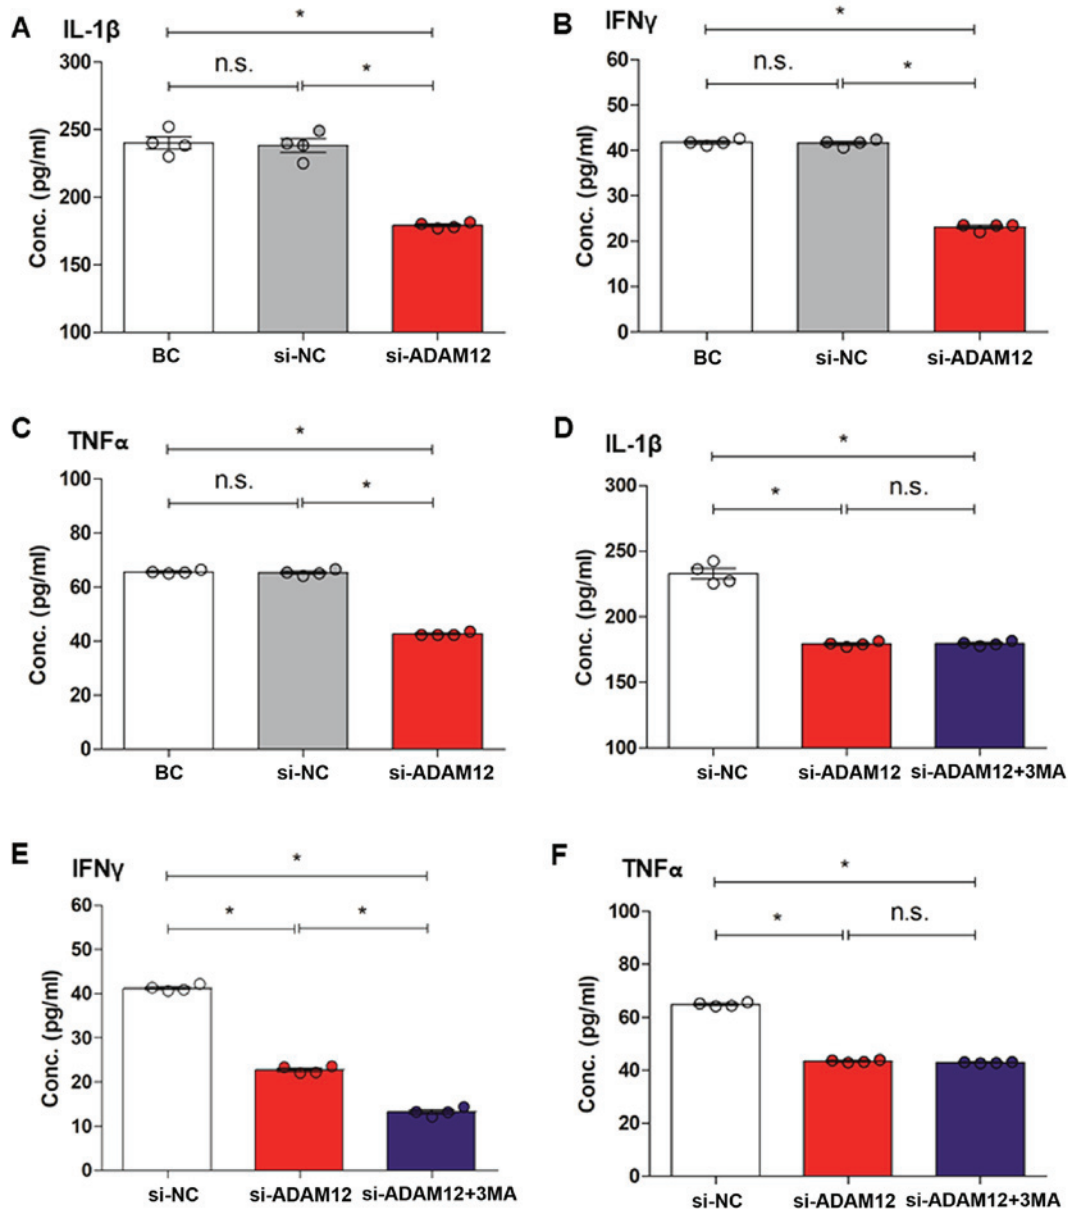 A IL-1β
*
n.s. *
300
250
200
150
100
Conc. (pg/ml)
BC si-NC si-ADAM12
B IFNγ
*
n.s. *
60
50
40
30
20
10
0
Conc. (pg/ml)
BC si-NC si-ADAM12
C TNFα
*
n.s. *
100
80
60
40
20
0
Conc. (pg/ml)
BC si-NC si-ADAM12
D IL-1β
*
* n.s.
300
250
200
150
100
Conc. (pg/ml)
si-NC si-ADAM12 si-ADAM12+3MA
E IFNγ
*
* *
60
50
40
30
20
10
0
Conc. (pg/ml)
si-NC si-ADAM12 si-ADAM12+3MA
F TNFα
*
* n.s.
100
80
60
40
20
0
Conc. (pg/ml)
si-NC si-ADAM12 si-ADAM12+3MA